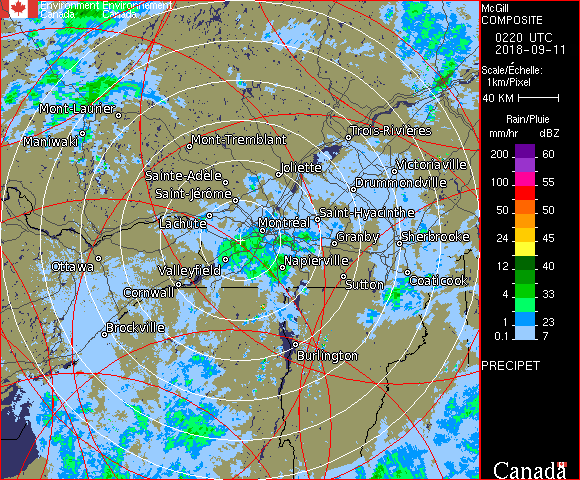 Environment Environnement
Canada Canada
McGill
COMPOSITE
0220 UTC
2018-09-11
Scale/Échelle:
1km/Pixel
40 KM
Rain/Pluie
mm/hr dBZ
200 60
100 55
50 50
24 45
12 40
4 33
1 23
0.1 7
PRECIPET
Canada
Mont-Laurier
Maniwaki
Mont-Tremblant
Trois-Rivières
Sainte-Adèle
Joliette
Victoriaville
Saint-Jérôme
Drummondville
Lachute
Montréal
Saint-Hyacinthe
Granby
Sherbrooke
Ottawa
Valleyfield
Napierville
Cornwall
Sutton
Coaticook
Brockville
Burlington